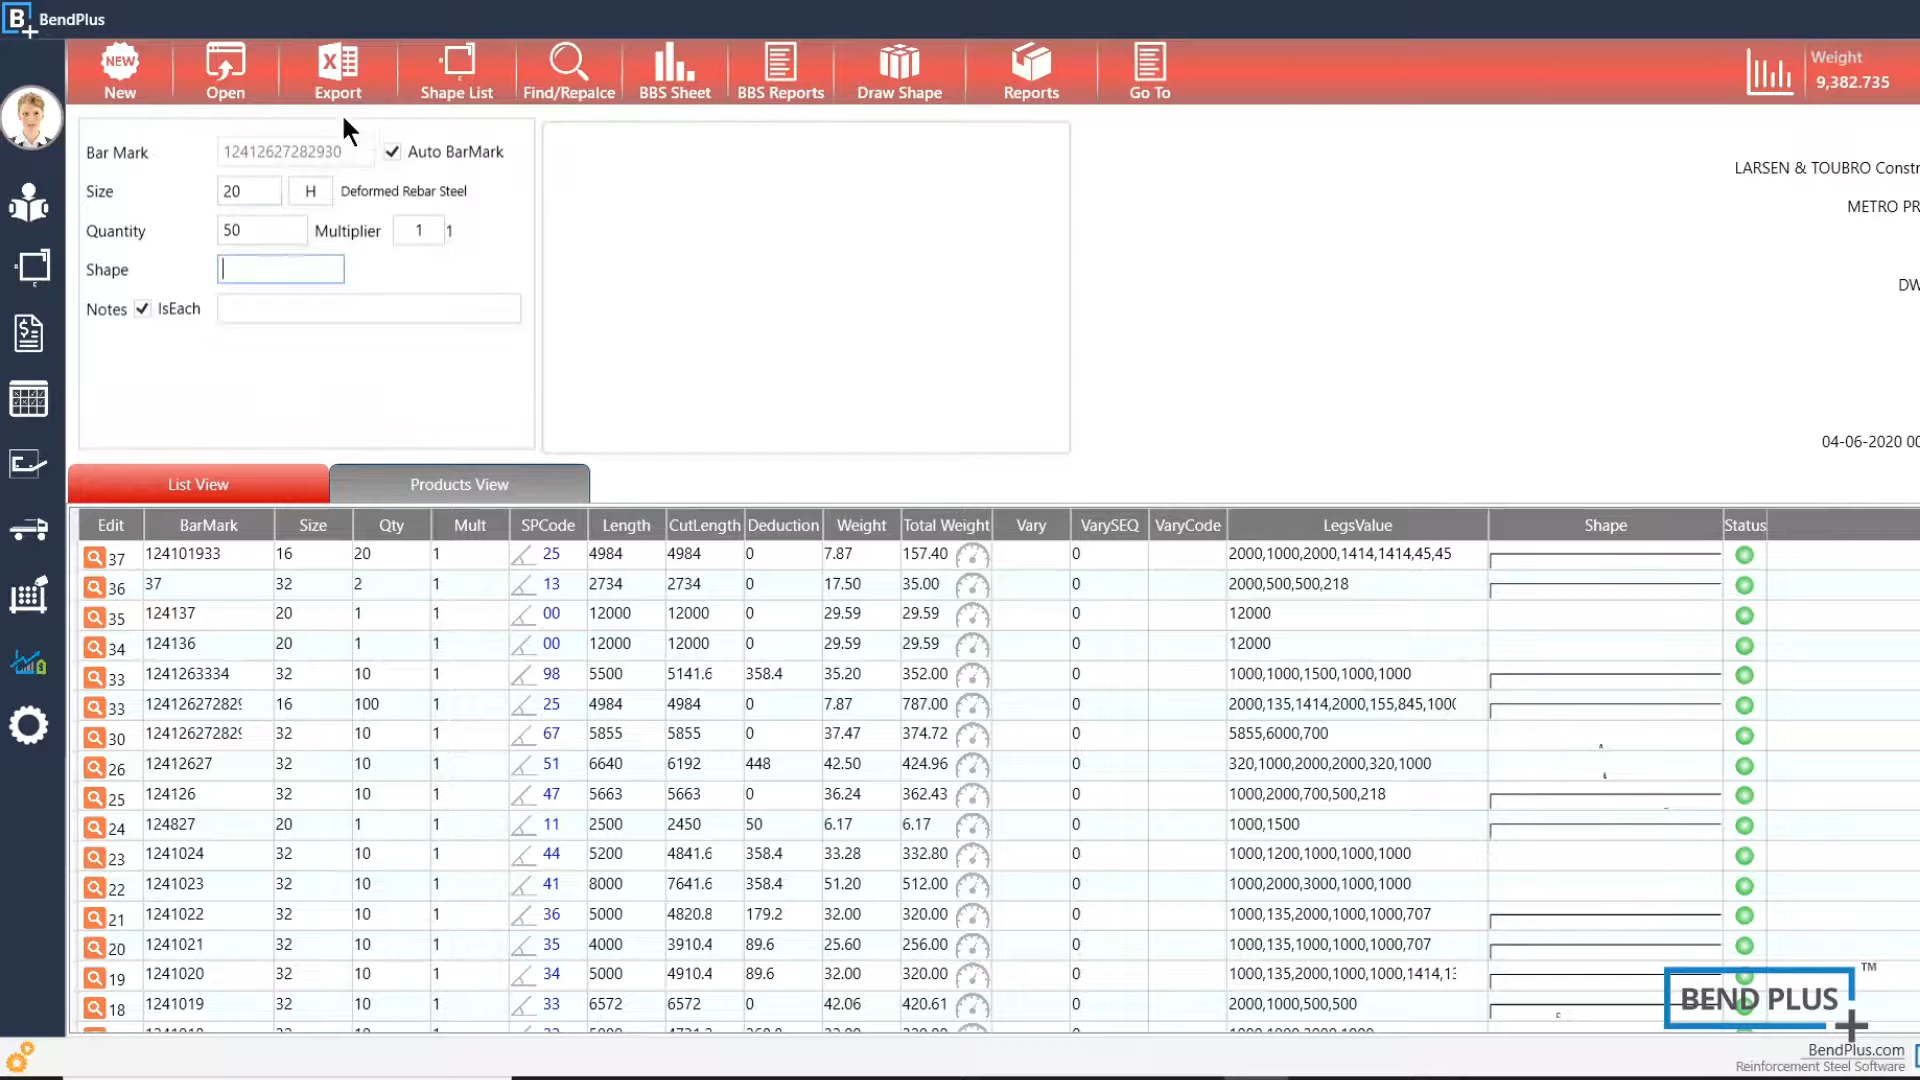 BendPlus
New
Open
Export
Shape List
Find/Repalce
BBS Sheet
BBS Reports
Draw Shape
Reports
Go To
Weight
9,382.735
Bar Mark 12412627282930 Auto BarMark
Size 20 H Deformed Rebar Steel
Quantity 50 Multiplier 1 1
Shape
Notes IsEach
LARSEN & TOUBRO Constr
METRO PR
DW
04-06-2020 00
List View Products View
Edit BarMark Size Qty Mult SPCode Length CutLength Deduction Weight Total Weight Vary VarySEQ VaryCode LegsValue Shape Status
37 124101933 16 20 1 25 4984 4984 0 7.87 157.40 0 2000,1000,2000,1414,1414,45,45
36 37 32 2 1 13 2734 2734 0 17.50 35.00 0 2000,500,500,218
35 124137 20 1 1 00 12000 12000 0 29.59 29.59 0 12000
34 124136 20 1 1 00 12000 12000 0 29.59 29.59 0 12000
33 1241263334 32 10 1 98 5500 5141.6 358.4 35.20 352.00 0 1000,1000,1500,1000,1000
33 12412627282 16 100 1 25 4984 4984 0 7.87 787.00 0 2000,135,1414,2000,155,845,100
30 12412627282 32 10 1 67 5855 5855 0 37.47 374.72 0 5855,6000,700
26 12412627 32 10 1 51 6640 6192 448 42.50 424.96 0 320,1000,2000,2000,320,1000
25 124126 32 10 1 47 5663 5663 0 36.24 362.43 0 1000,2000,700,500,218
24 124827 20 1 1 11 2500 2450 50 6.17 6.17 0 1000,1500
23 1241024 32 10 1 44 5200 4841.6 358.4 33.28 332.80 0 1000,1200,1000,1000,1000
22 1241023 32 10 1 41 8000 7641.6 358.4 51.20 512.00 0 1000,2000,3000,1000,1000
21 1241022 32 10 1 36 5000 4820.8 179.2 32.00 320.00 0 1000,135,2000,1000,1000,707
20 1241021 32 10 1 35 4000 3910.4 89.6 25.60 256.00 0 1000,135,1000,1000,1000,707
19 1241020 32 10 1 34 5000 4910.4 89.6 32.00 320.00 0 1000,135,2000,1000,1000,1414,1
18 1241019 32 10 1 33 6572 6572 0 42.06 420.61 0 2000,1000,500,500
BEND PLUS ™
BendPlus.com
Reinforcement Steel Software